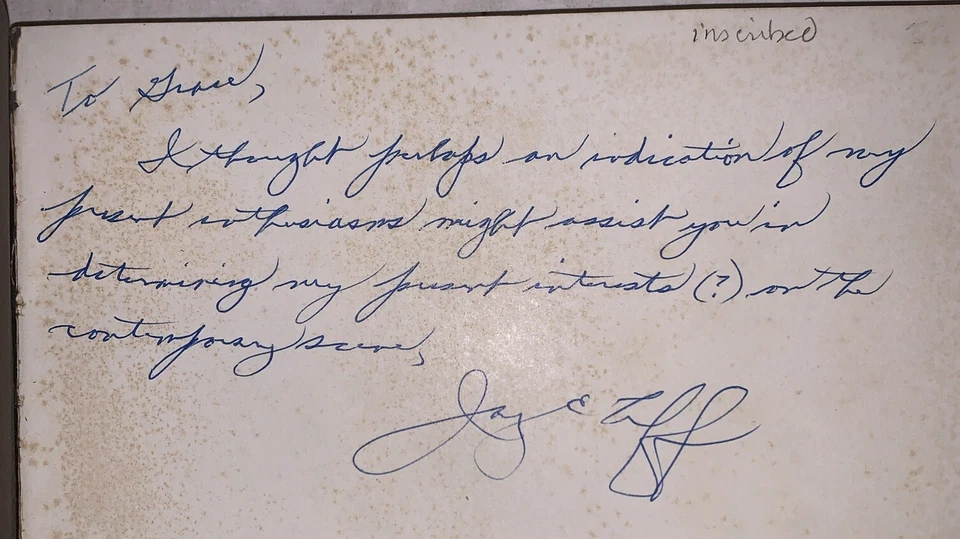 inscribed
To Grace,
I thought perhaps an indication of my
present enthusiasms might assist you in
determining my present interests (?) on the
contemporary scene,
Jay &